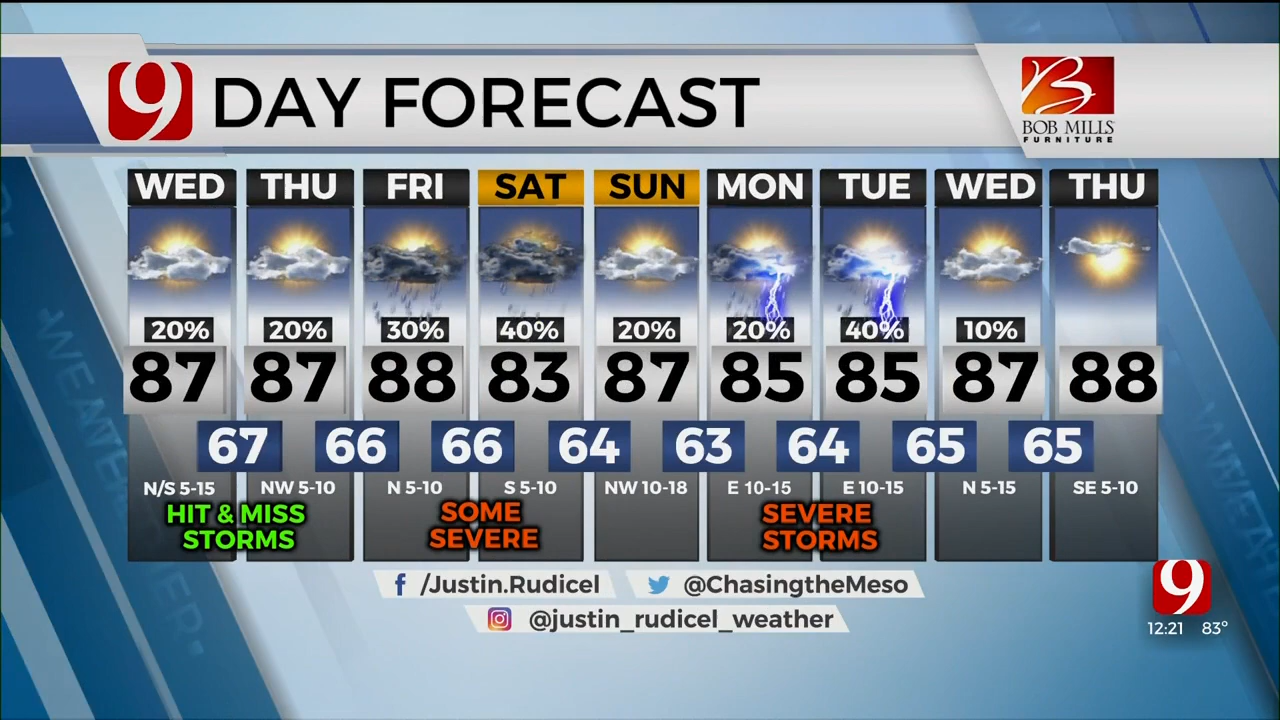 9 DAY FORECAST
B
BOB MILLS
FURNITURE
WED THU FRI SAT SUN MON TUE WED THU
20% 20% 30% 40% 20% 20% 40% 10%
87 87 88 83 87 85 85 87 88
67 66 66 64 63 64 65 65
N/S 5-15 NW 5-10 N 5-10 S 5-10 NW 10-18 E 10-15 E 10-15 N 5-15 SE 5-10
HIT & MISS
STORMS
SOME
SEVERE
SEVERE
STORMS
/Justin.Rudicel @ChasingtheMeso
@justin_rudicel_weather
9
12:21 83°